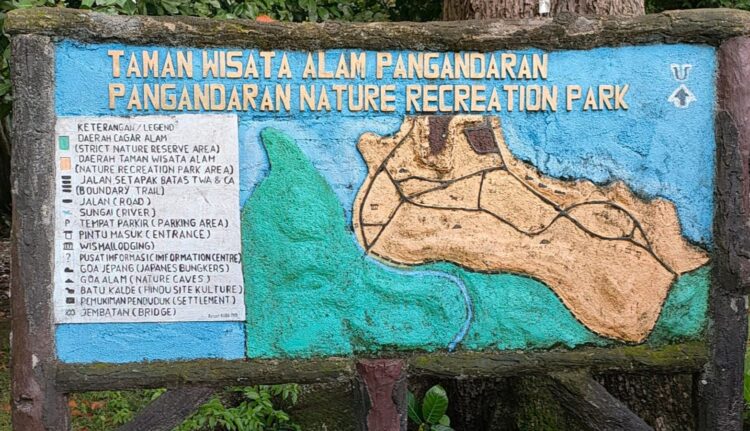 TAMAN WISATA ALAM PANGANDARAN
PANGANDARAN NATURE RECREATION PARK
U
KETERANGAN / LEGEND
DAERAH CAGAR ALAM
(STRICT NATURE RESERVE AREA)
DAERAH TAMAN WISATA ALAM
(NATURE RECREATION PARK AREA)
JALAN SETAPAK BATAS TWA & CA
(BOUNDARY TRAIL)
JALAN (ROAD)
SUNGAI (RIVER)
P TEMPAT PARKIR (PARKING AREA)
PINTU MASUK (ENTRANCE)
WISMA(LODGING)
? PUSAT INFORMASIC IMFORMATION CENTRE)
GOA JEPANG (JAPANES BUNGKERS)
GOA ALAM (NATURE CAVES)
BATU KALDE (HINDU SITE KULTURE)
PEMUKIMAN PENDUDUK (SETTLEMENT)
JEMBATAN (BRIDGE)